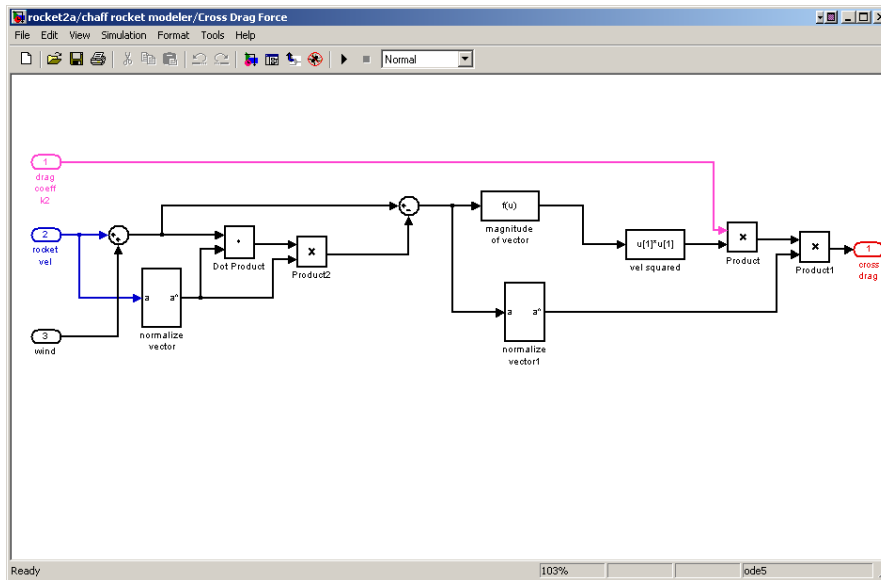 rocket2a/chaff rocket modeler/Cross Drag Force
File Edit View Simulation Format Tools Help
Normal
1
drag
coeff
k2
2
rocket
vel
3
wind
a a^
normalize
vector
Dot Product
×
Product2
f(u)
magnitude
of vector
a a^
normalize
vector1
u[1]*u[1]
vel squared
×
Product
×
Product1
1
cross
drag
Ready 103% ode5